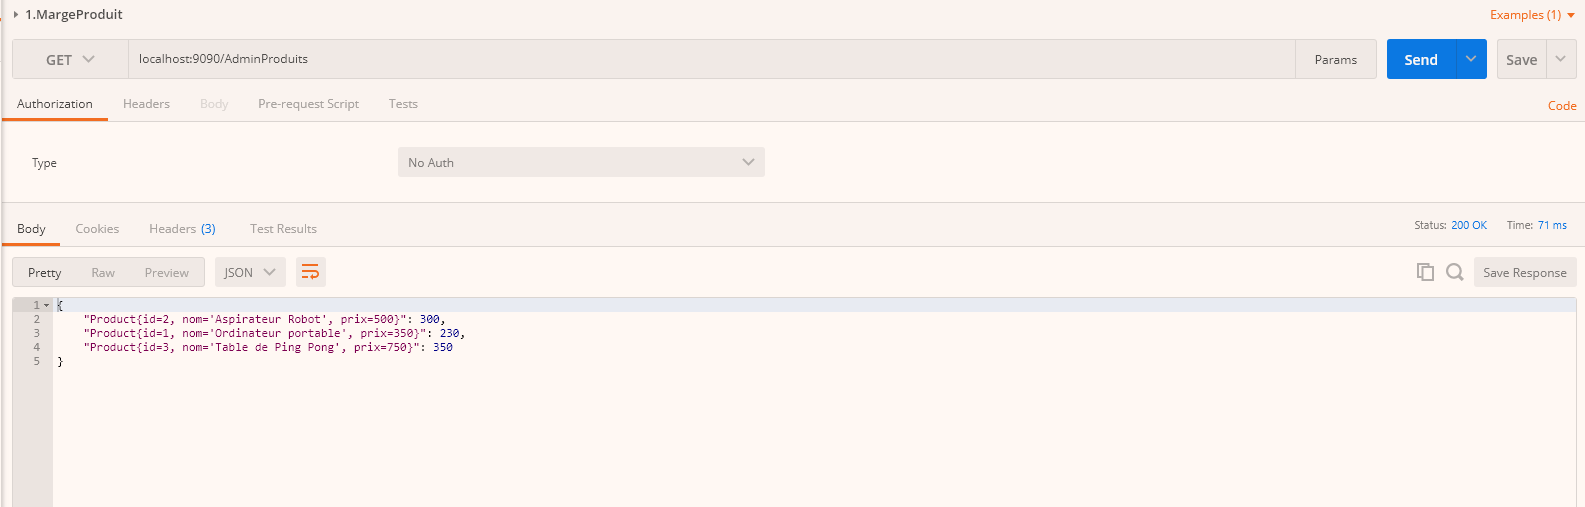 1.MargeProduit
Examples (1)
GET localhost:9090/AdminProduits Params Send Save
Authorization Headers Body Pre-request Script Tests Code
Type No Auth
Body Cookies Headers (3) Test Results Status: 200 OK Time: 71 ms
Pretty Raw Preview JSON Save Response
1 {
2 "Product{id=2, nom='Aspirateur Robot', prix=500}": 300,
3 "Product{id=1, nom='Ordinateur portable', prix=350}": 230,
4 "Product{id=3, nom='Table de Ping Pong', prix=750}": 350
5 }